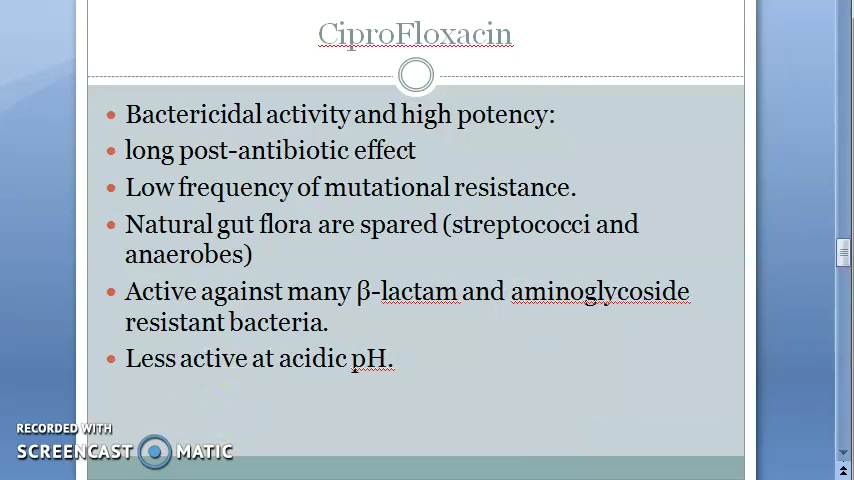 CiproFloxacin
Bactericidal activity and high potency:
long post-antibiotic effect
Low frequency of mutational resistance.
Natural gut flora are spared (streptococci and
anaerobes)
Active against many β-lactam and aminoglycoside
resistant bacteria.
Less active at acidic pH.
RECORDED WITH
SCREENCAST MATIC